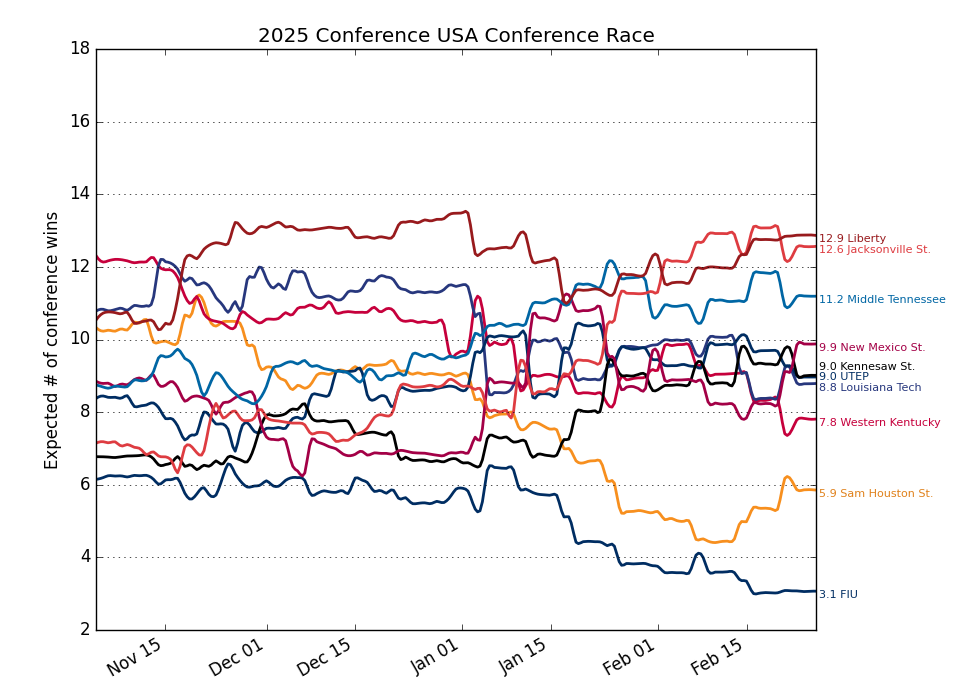 2025 Conference USA Conference Race
Expected # of conference wins
18
16
14
12
10
8
6
4
2
12.9 Liberty
12.6 Jacksonville St.
11.2 Middle Tennessee
9.9 New Mexico St.
9.0 Kennesaw St.
9.0 UTEP
8.8 Louisiana Tech
7.8 Western Kentucky
5.9 Sam Houston St.
3.1 FIU
Nov 15
Dec 01
Dec 15
Jan 01
Jan 15
Feb 01
Feb 15